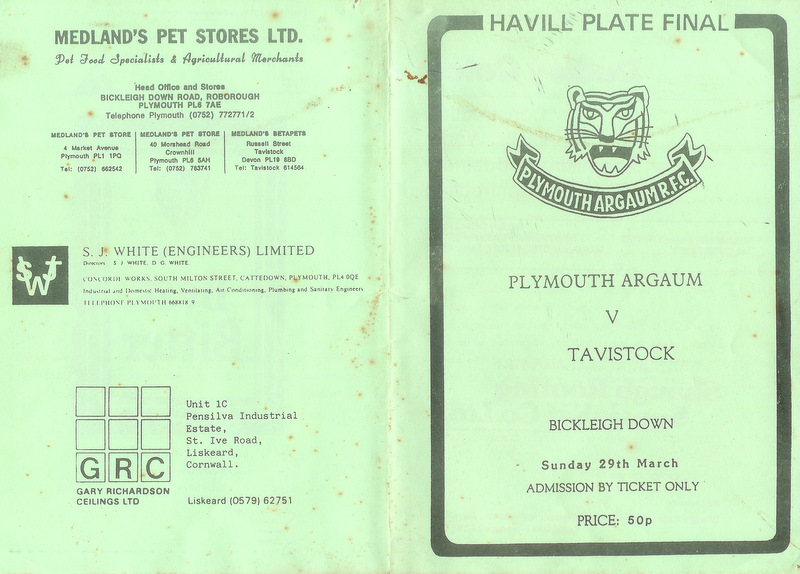 MEDLAND'S PET STORES LTD.
Pet Food Specialists & Agricultural Merchants
Head Office and Stores
BICKLEIGH DOWN ROAD, ROBOROUGH
PLYMOUTH PL6 7AE
Telephone Plymouth (0752) 772771/2
MEDLAND'S PET STORE
4 Market Avenue
Plymouth PL1 1PQ
Tel: (0752) 662542
MEDLAND'S PET STORE
40 Morshead Road
Crownhill
Plymouth PL6 5AH
Tel: (0752) 783741
MEDLAND'S BETAPETS
Russell Street
Tavistock
Devon PL19 8BD
Tel: Tavistock 614564
SWJ
S. J. WHITE (ENGINEERS) LIMITED
Directors S J WHITE, D G WHITE.
CONCORDE WORKS, SOUTH MILTON STREET, CATTEDOWN, PLYMOUTH, PL4 0QE
Industrial and Domestic Heating, Ventilating, Air Conditioning, Plumbing and Sanitary Engineers
TELEPHONE PLYMOUTH 668818 9
GRC
GARY RICHARDSON
CEILINGS LTD
Unit 1C
Pensilva Industrial
Estate,
St. Ive Road,
Liskeard,
Cornwall.
Liskeard (0579) 62751
HAVILL PLATE FINAL
PLYMOUTH ARGAUM R.F.C.
PLYMOUTH ARGAUM
V
TAVISTOCK
BICKLEIGH DOWN
Sunday 29th March
ADMISSION BY TICKET ONLY
PRICE: 50p